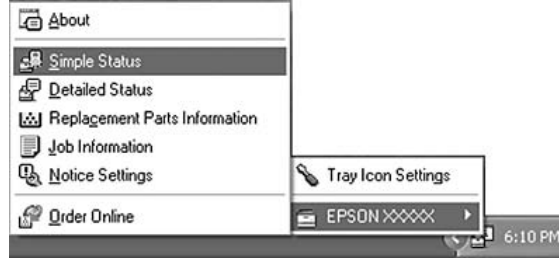 About
Simple Status
Detailed Status
Replacement Parts Information
Job Information
Notice Settings
Order Online
Tray Icon Settings
EPSON XXXXX
6:10 PM